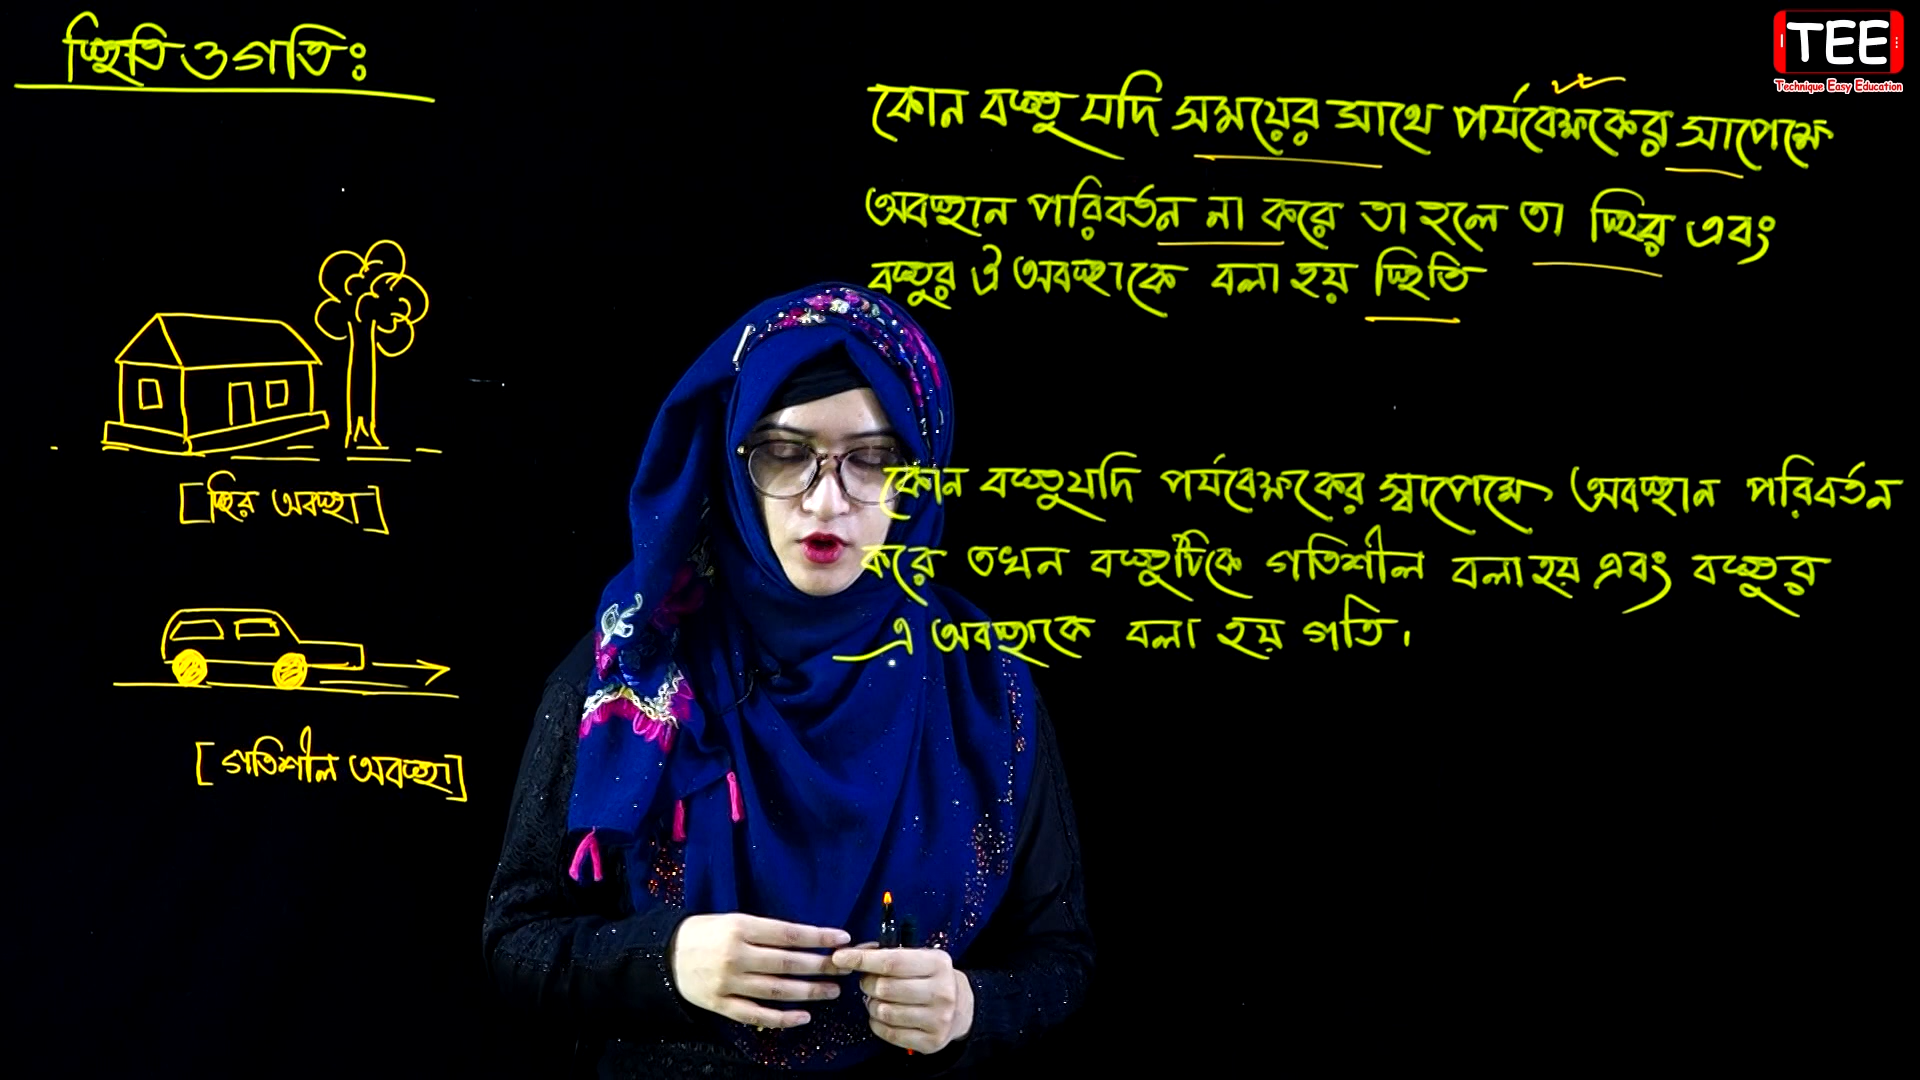 স্থিতি ও গতি:
TEE
Technique Easy Education
কোন বস্তু যদি সময়ের সাথে পর্যবেক্ষকের সাপেক্ষে
অবস্থান পরিবর্তন না করে তা হলে তা স্থির এবং
বস্তুর ঐ অবস্থাকে বলা হয় স্থিতি
[স্থির অবস্থা]
কোন বস্তু যদি পর্যবেক্ষকের স্বাপেক্ষে অবস্থান পরিবর্তন
করে তখন বস্তুটিকে গতিশীল বলা হয় এবং বস্তুর
এ অবস্থাকে বলা হয় গতি।
[গতিশীল অবস্থা]